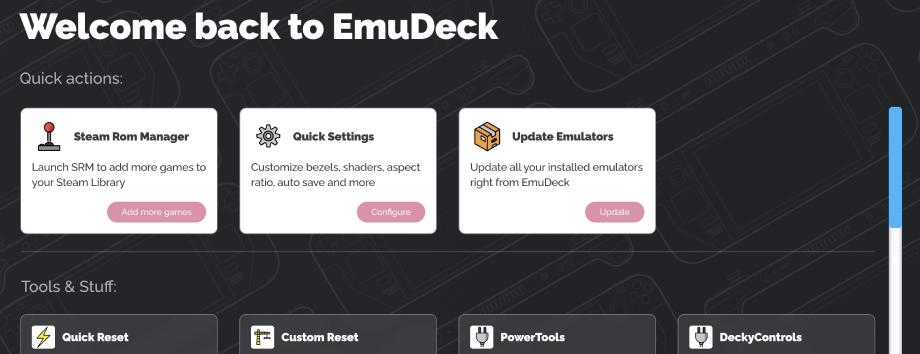 Welcome back to EmuDeck
Quick actions:
Steam Rom Manager
Launch SRM to add more games to
your Steam Library
Add more games
Quick Settings
Customize bezels, shaders, aspect
ratio, auto save and more
Configure
Update Emulators
Update all your installed emulators
right from EmuDeck
Update
Tools & Stuff:
Quick Reset
Custom Reset
PowerTools
DeckyControls